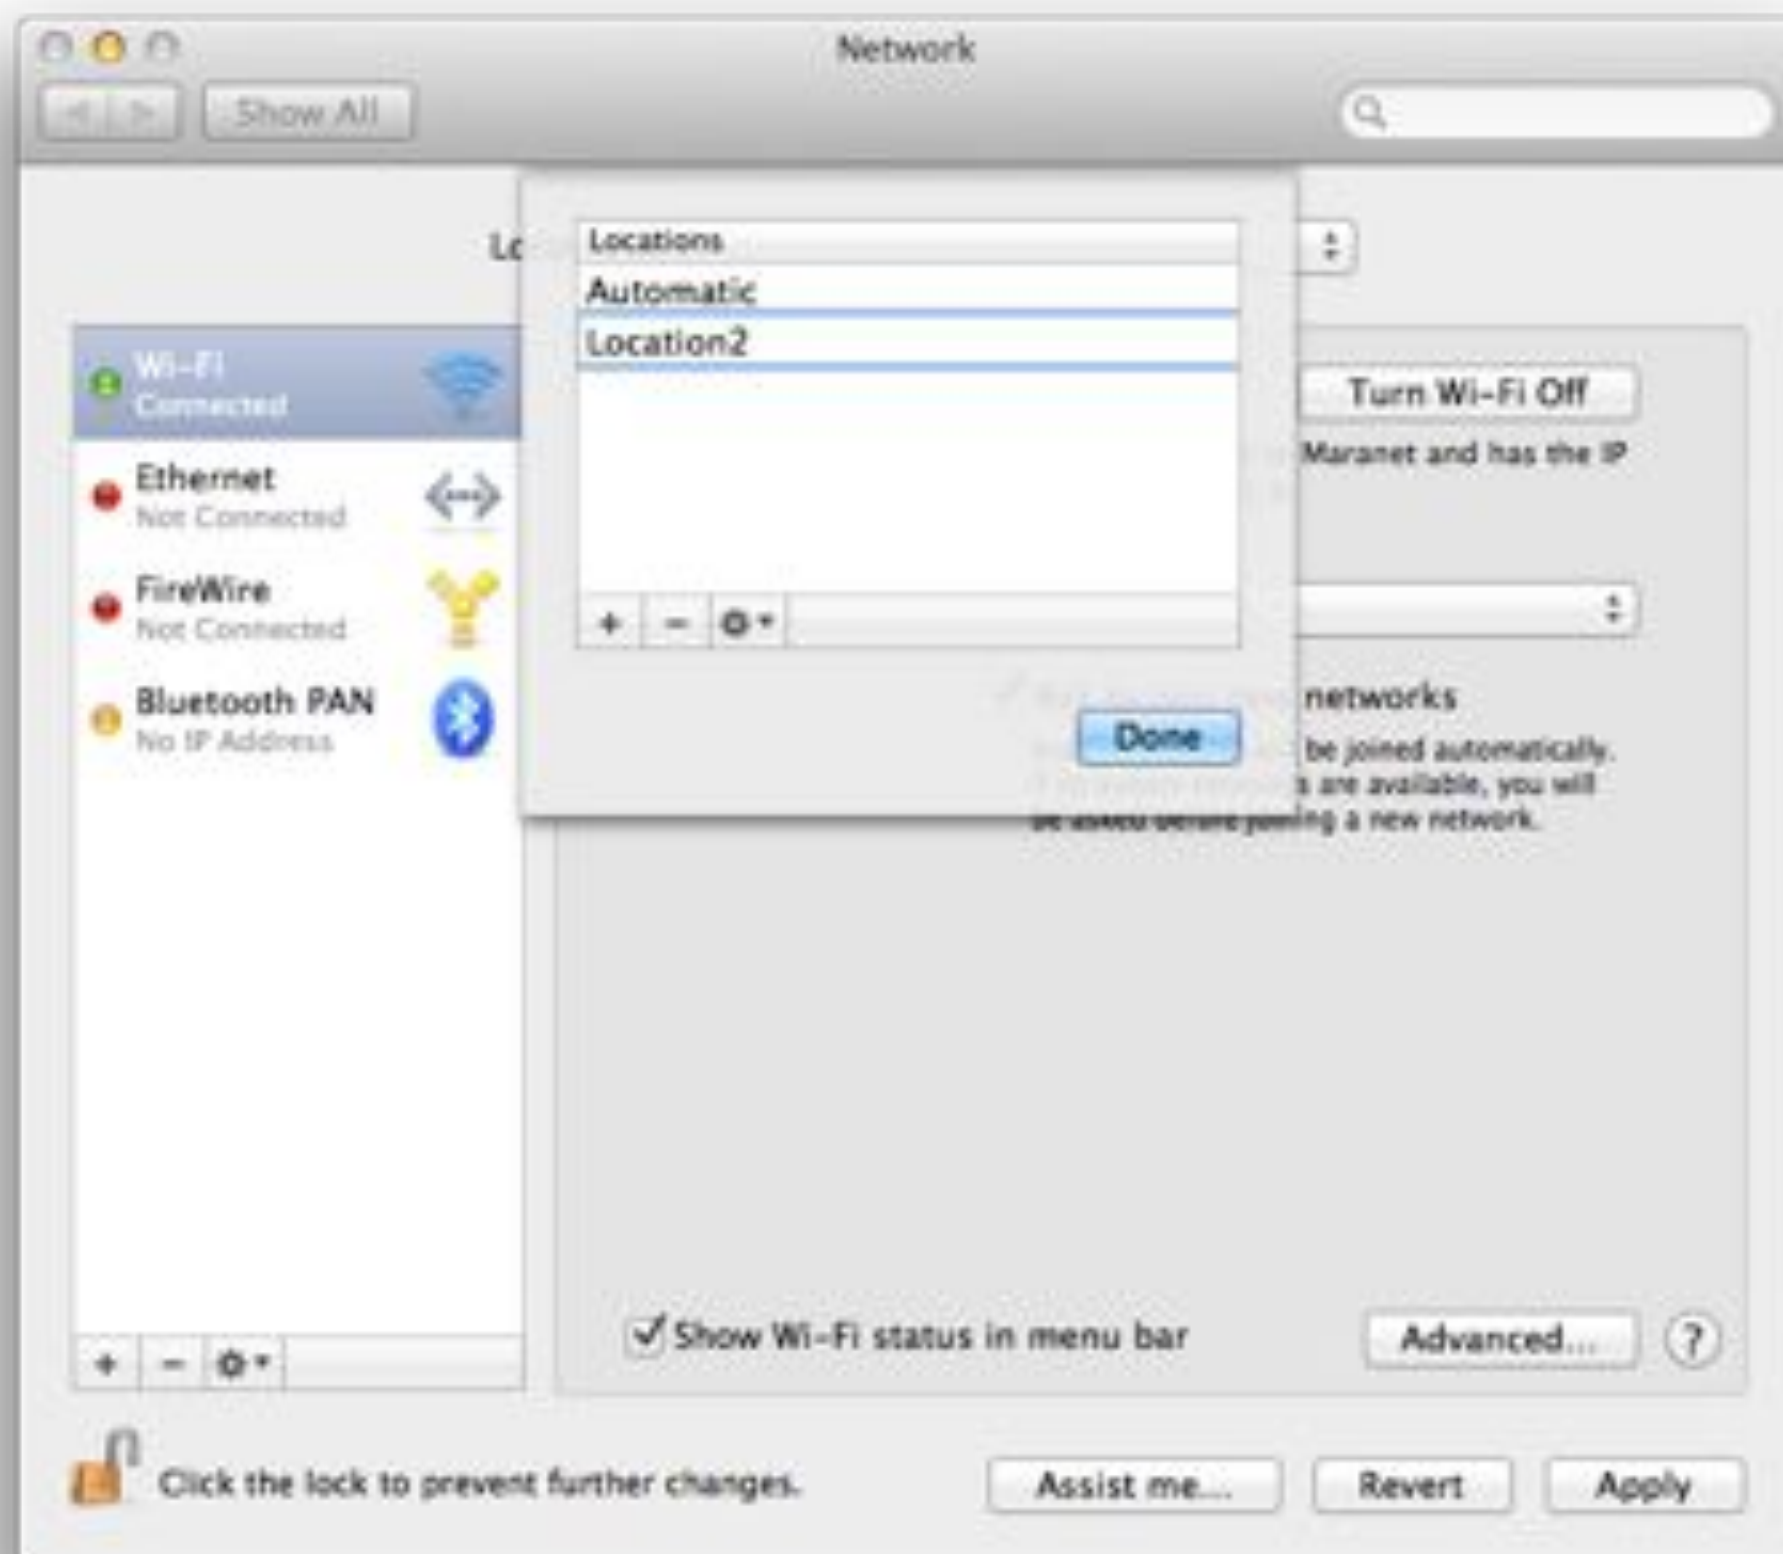 Network
Show All
Lo
Locations
Automatic
Location2
Wi-Fi
Connected
Turn Wi-Fi Off
Maranet and has the IP
Ethernet
Not Connected
FireWire
Not Connected
+ -
Bluetooth PAN
No IP Address
networks
Done
be joined automatically.
s are available, you will
be asked before joining a new network.
Show Wi-Fi status in menu bar
Advanced...
?
+ -
Click the lock to prevent further changes.
Assist me...
Revert
Apply